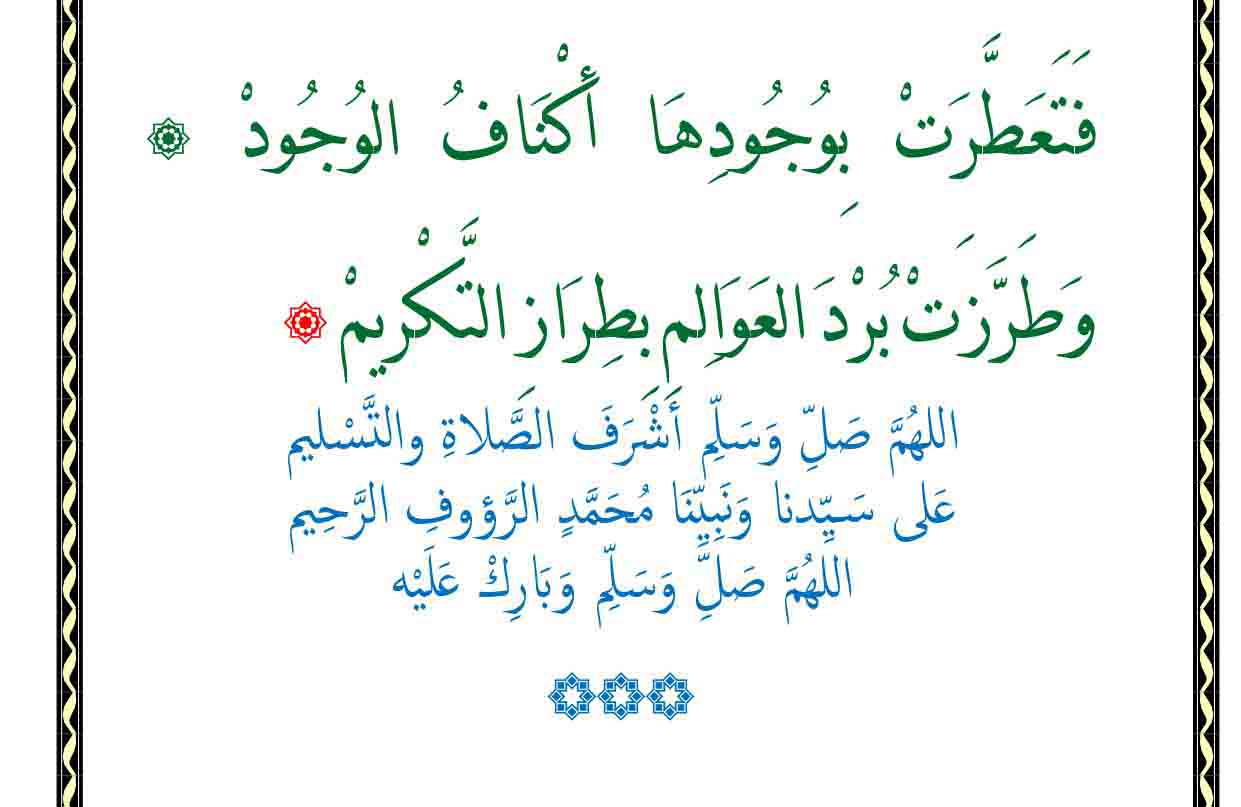 فَتَعَطَّرَتْ بِوُجُودِهَا أَكْنَافُ الوُجُودْ
وَطَرَّزَتْ بُرْدَ العَوَالِمِ بِطِرَازِ التَّكْرِيمْ
اللهُمَّ صَلِّ وَسَلِّم أَشْرَفَ الصَّلاةِ والتَّسْليم
عَلى سَيِّدنا وَنَبِيِّنَا مُحَمَّدٍ الرَّؤوفِ الرَّحِيم
اللهُمَّ صَلِّ وَسَلِّم وَبَارِكْ عَلَيْه